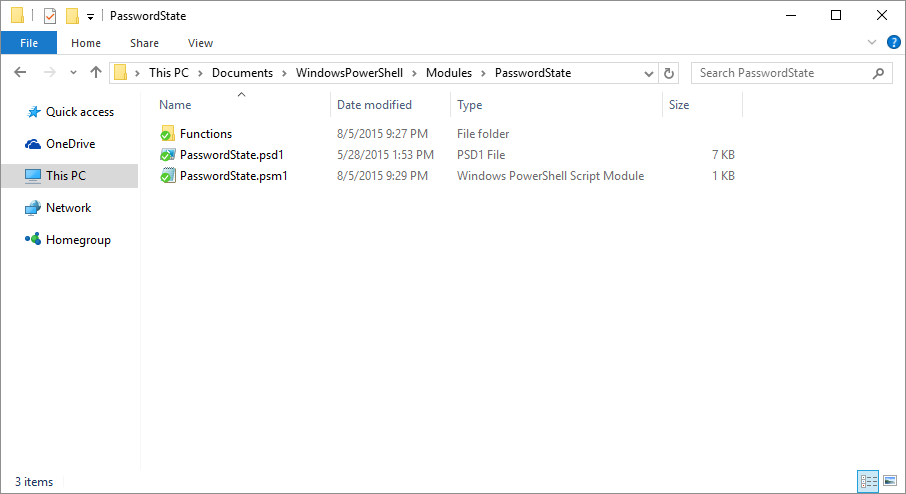 PasswordState
File Home Share View
This PC Documents WindowsPowerShell Modules PasswordState Search PasswordState
Name Date modified Type Size
Quick access
OneDrive
This PC
Network
Homegroup
Functions 8/5/2015 9:27 PM File folder
PasswordState.psd1 5/28/2015 1:53 PM PSD1 File 7 KB
PasswordState.psm1 8/5/2015 9:29 PM Windows PowerShell Script Module 1 KB
3 items